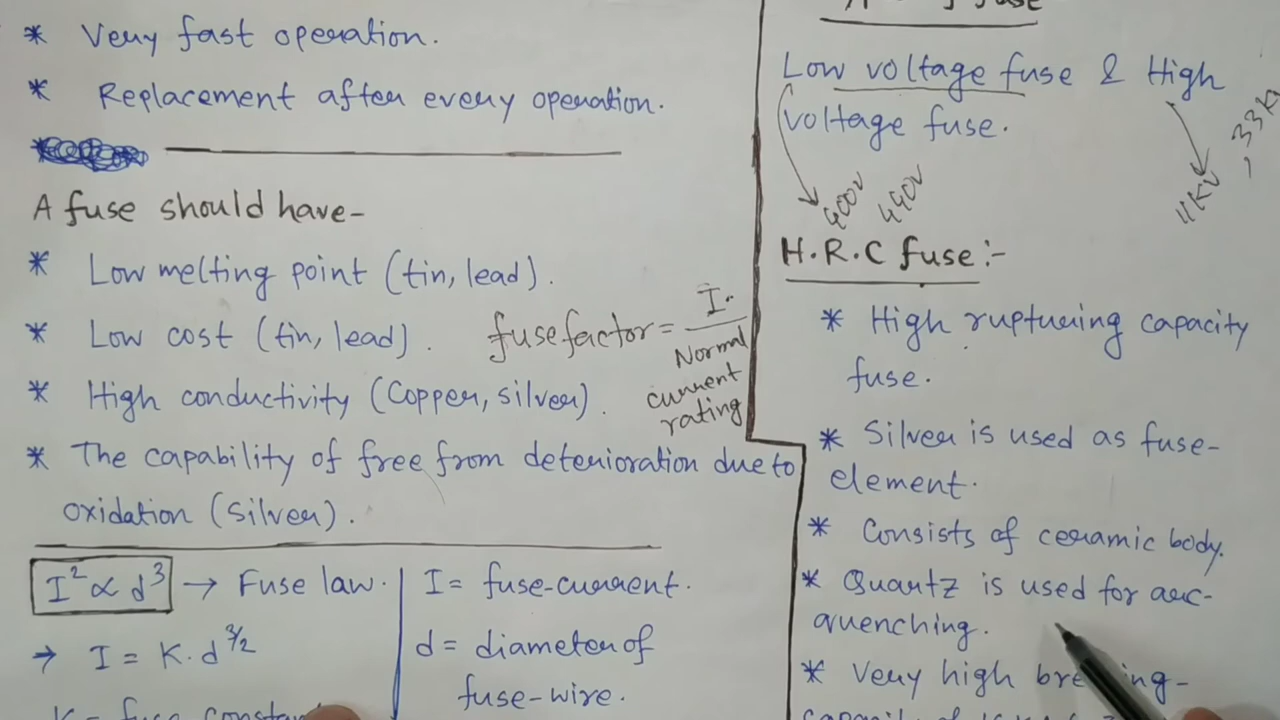 * Very fast operation.
* Replacement after every operation.
A fuse should have-
* Low melting point (tin, lead).
* Low cost (tin, lead).
fuse factor = I.
Normal
current
rating
* High conductivity (Copper, silver).
* The capability of free from deterioration due to
oxidation (silver).
I² ∝ d³ → Fuse law.
→ I = K.d^3/2
I = fuse-current.
d = diameter of
fuse-wire.
fuse
Low voltage fuse & High
voltage fuse.
400V 440V
11KV, 33K
H.R.C fuse:-
* High rupturing capacity
fuse.
* Silver is used as fuse-
element.
* Consists of ceramic body.
* Quartz is used for arc-
quenching.
* Very high